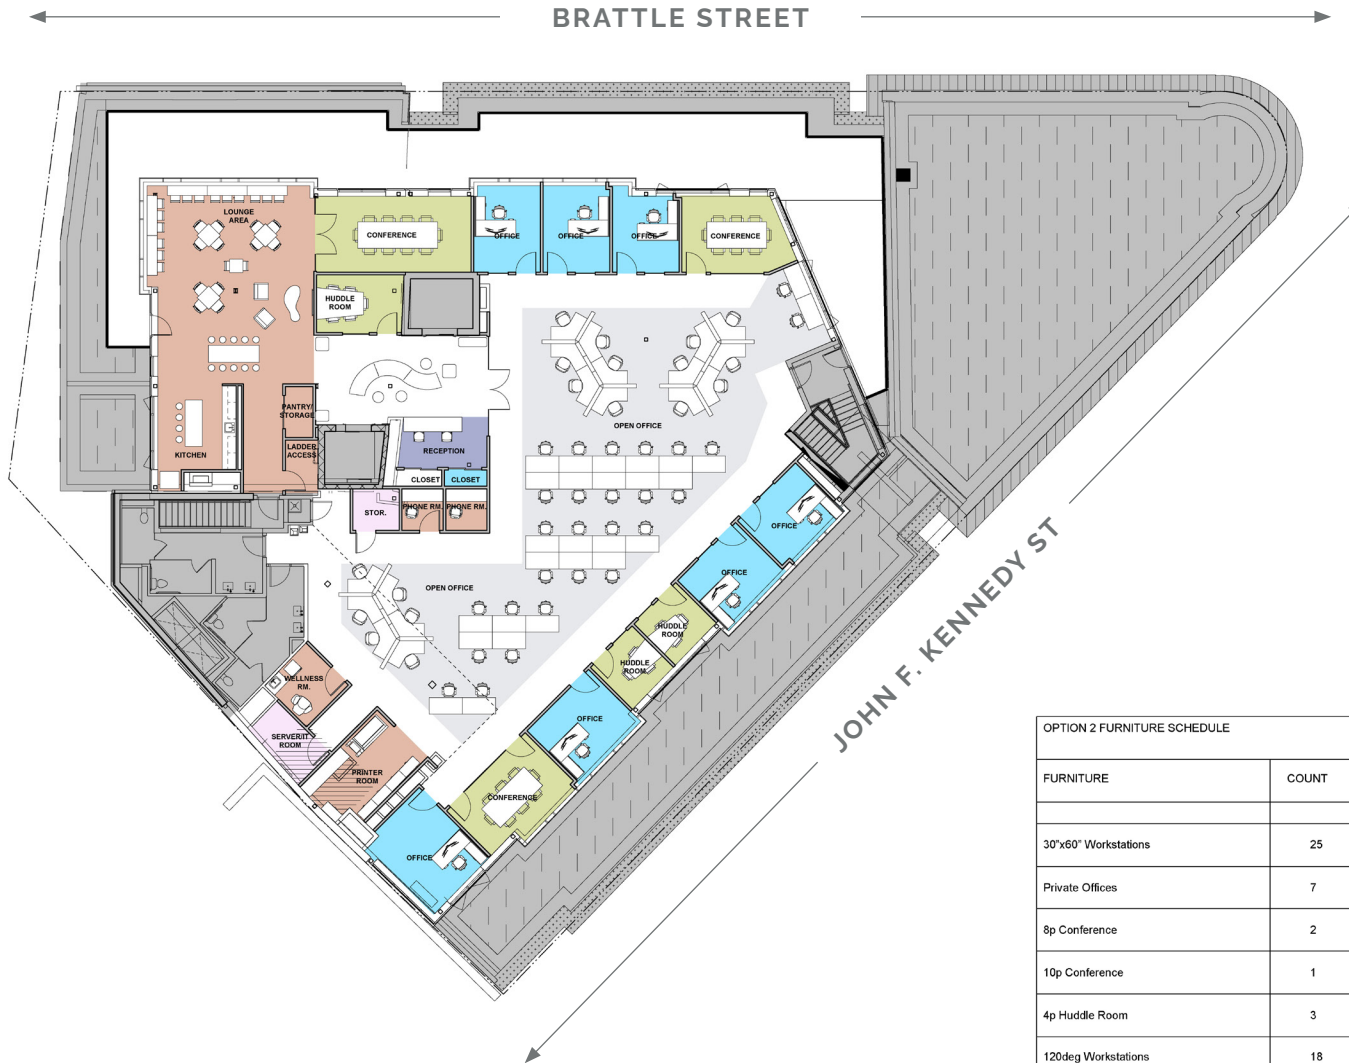 BRATTLE STREET
LOUNGE
AREA
CONFERENCE
OFFICE
OFFICE
OFFICE
CONFERENCE
HUDDLE
ROOM
PANTRY/
STORAGE
OPEN OFFICE
KITCHEN
LADDER
ACCESS
RECEPTION
CLOSET
CLOSET
STOR.
PHONE RM.
PHONE RM.
OFFICE
OPEN OFFICE
OFFICE
HUDDLE
ROOM
HUDDLE
ROOM
WELLNESS
RM.
OFFICE
SERVER/IT
ROOM
PRINTER
ROOM
CONFERENCE
OFFICE
JOHN F. KENNEDY ST
OPTION 2 FURNITURE SCHEDULE
FURNITURE COUNT
30"x60" Workstations 25
Private Offices 7
8p Conference 2
10p Conference 1
4p Huddle Room 3
120deg Workstations 18